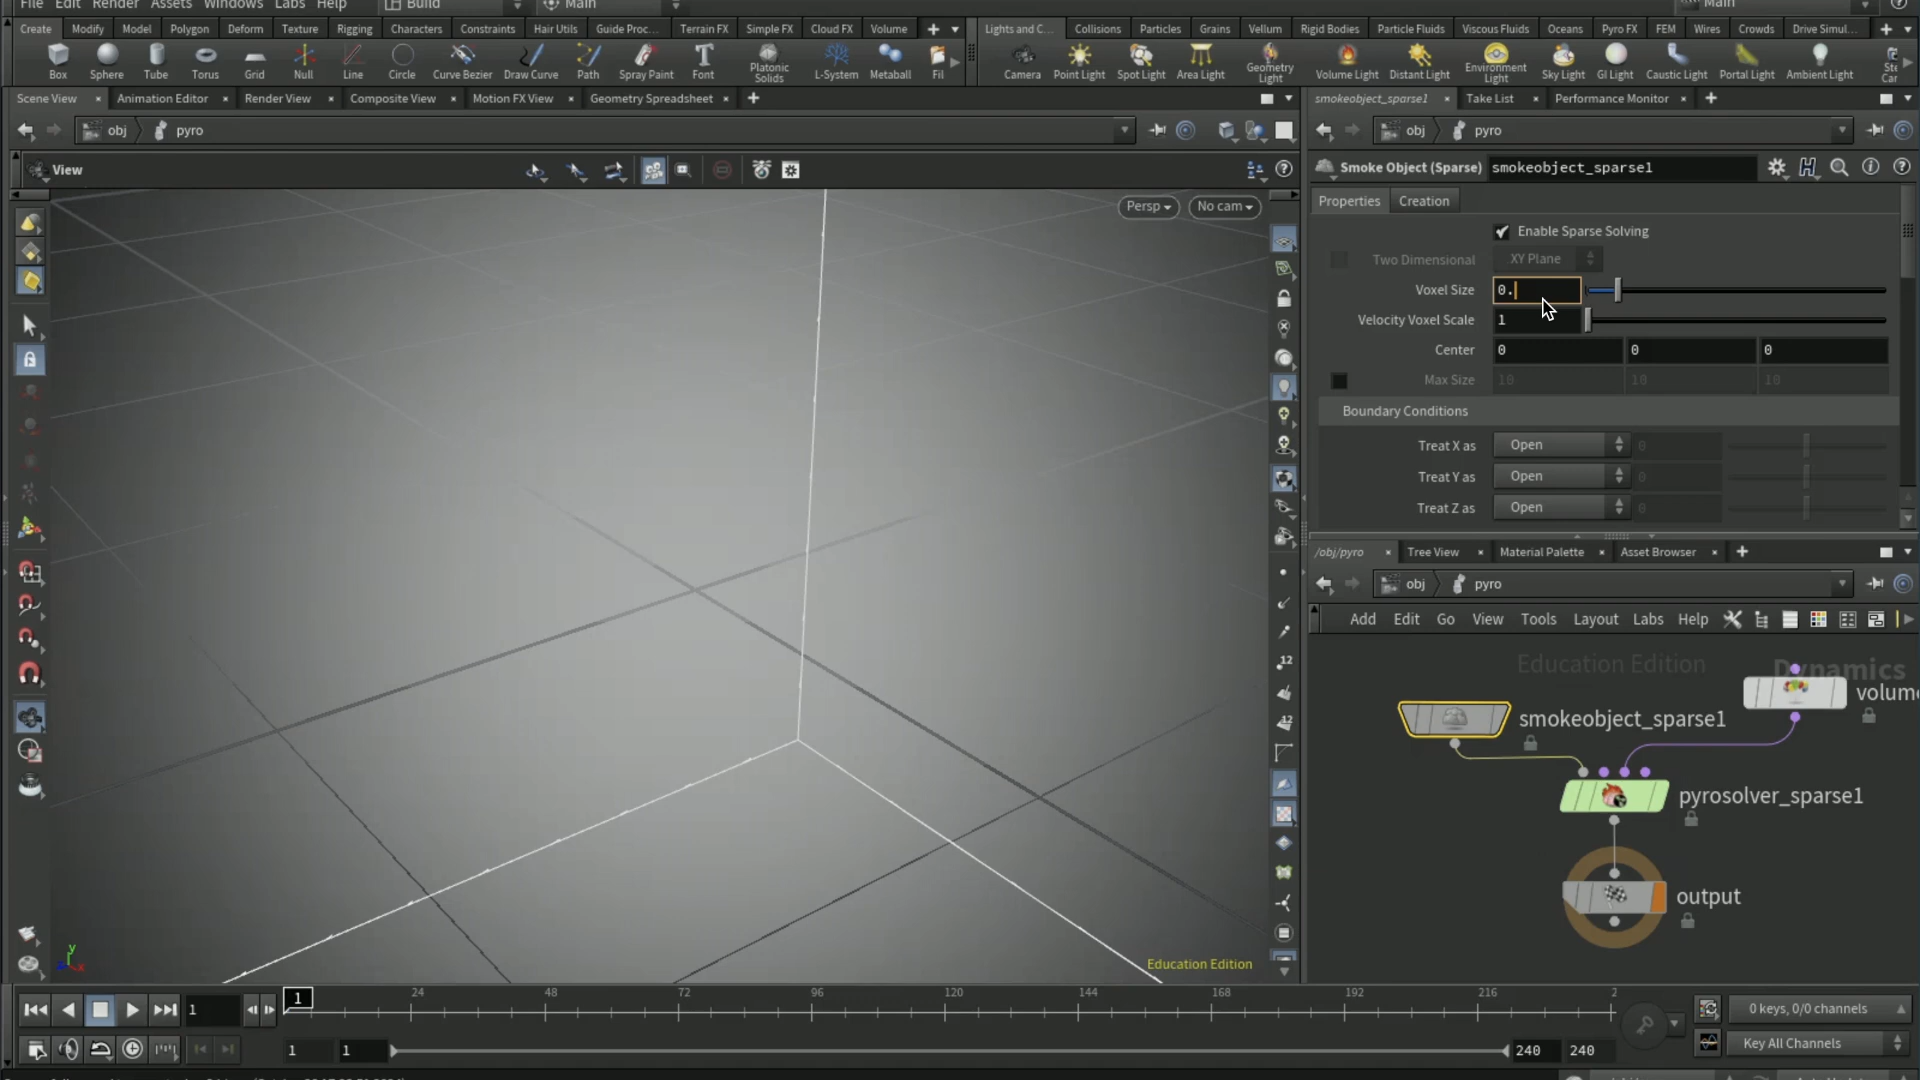 File Edit Render Assets Windows Labs Help Build Main Main
Create Modify Model Polygon Deform Texture Rigging Characters Constraints Hair Utils Guide Proc... Terrain FX Simple FX Cloud FX Volume
Lights and C... Collisions Particles Grains Vellum Rigid Bodies Particle Fluids Viscous Fluids Oceans Pyro FX FEM Wires Crowds Drive Simul...
Box Sphere Tube Torus Grid Null Line Circle Curve Bezier Draw Curve Path Spray Paint Font Platonic Solids L-System Metaball Fil
Camera Point Light Spot Light Area Light Geometry Light Volume Light Distant Light Environment Light Sky Light GI Light Caustic Light Portal Light Ambient Light Ste Car
Scene View Animation Editor Render View Composite View Motion FX View Geometry Spreadsheet
smokeobject_sparse1 Take List Performance Monitor
obj pyro
obj pyro
View
Smoke Object (Sparse) smokeobject_sparse1
Persp No cam
Properties Creation
Enable Sparse Solving
Two Dimensional XY Plane
Voxel Size 0.
Velocity Voxel Scale 1
Center 0 0 0
Max Size 10 10 10
Boundary Conditions
Treat X as Open 0
Treat Y as Open 0
Treat Z as Open 0
/obj/pyro Tree View Material Palette Asset Browser
obj pyro
Add Edit Go View Tools Layout Labs Help
Education Edition Dynamics
volum
smokeobject_sparse1
pyrosolver_sparse1
output
12
12
y
x
Education Edition
1 1 24 48 72 96 120 144 168 192 216 2
0 keys, 0/0 channels
1 1 240 240 Key All Channels